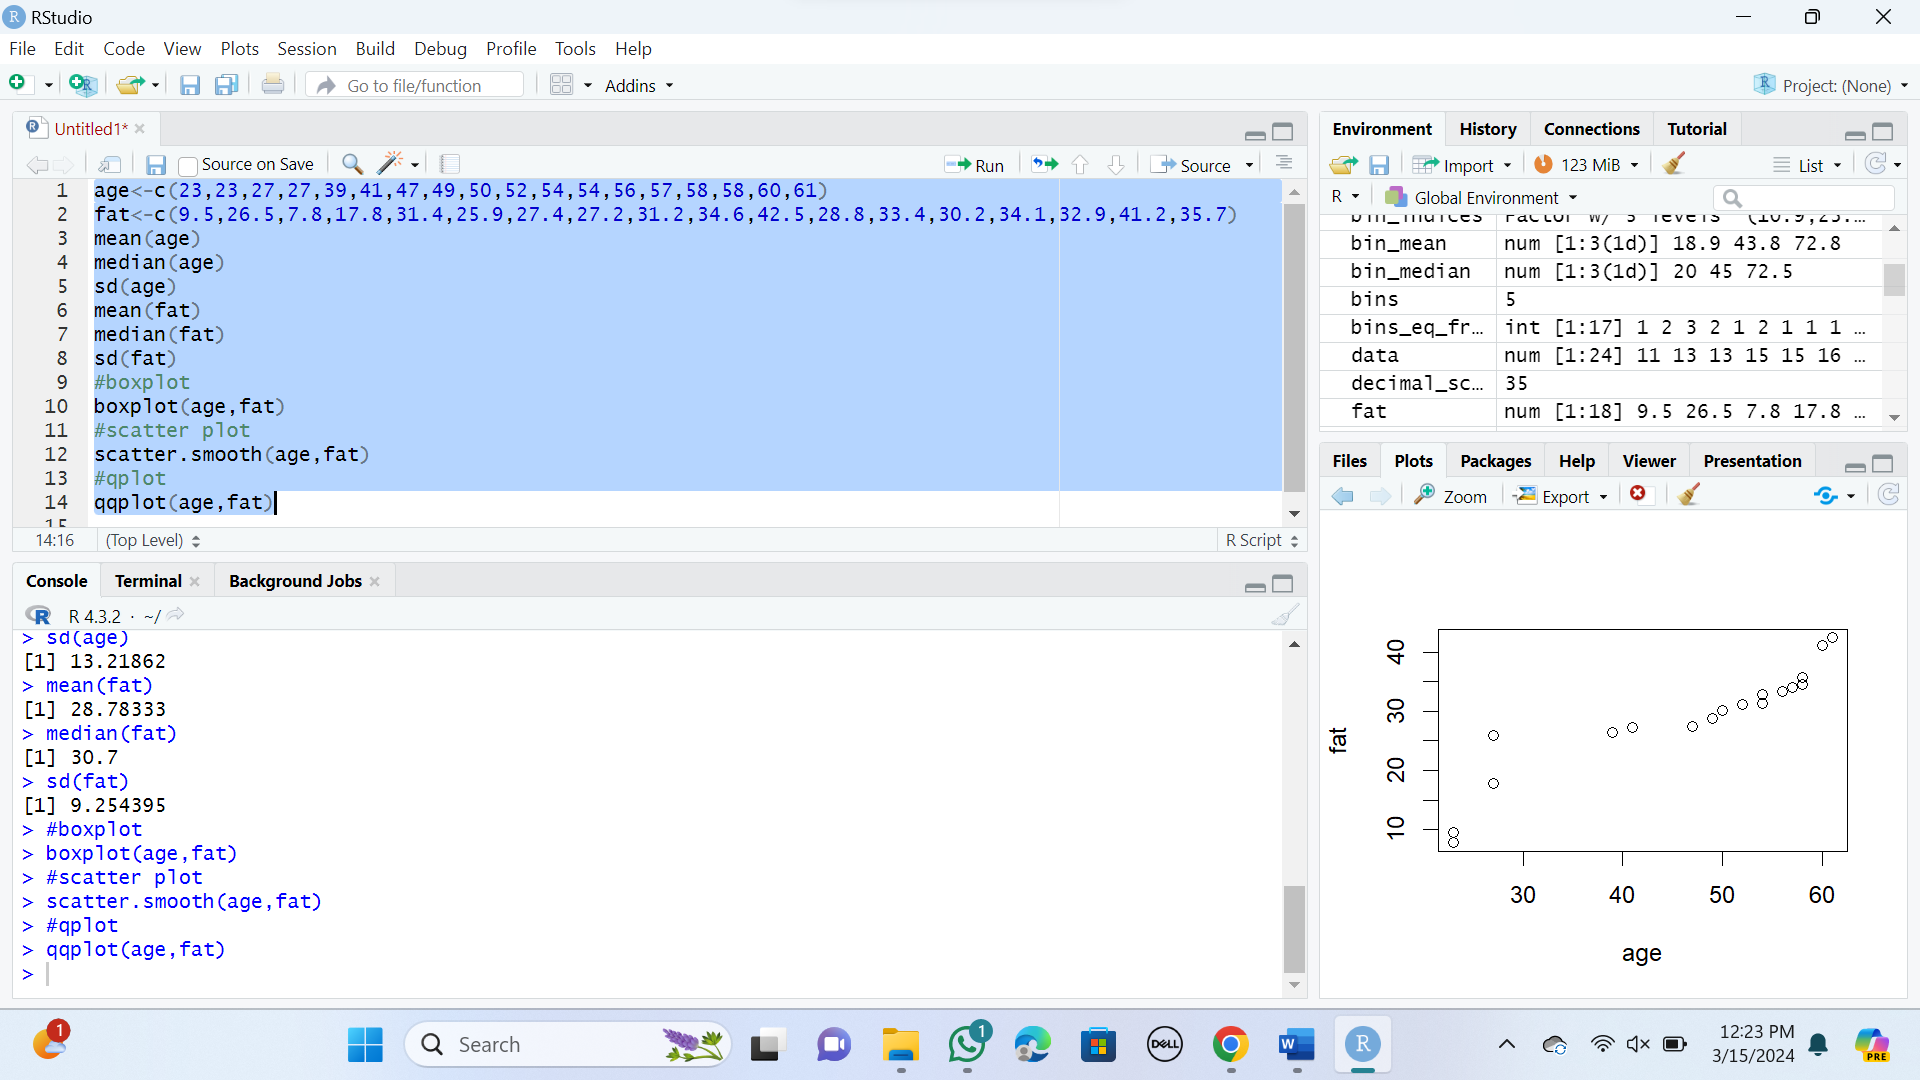 RStudio
File Edit Code View Plots Session Build Debug Profile Tools Help
Go to file/function Addins Project: (None)
Untitled1*
Source on Save Run Source
1 age<-c(23,23,27,27,39,41,47,49,50,52,54,54,56,57,58,58,60,61)
2 fat<-c(9.5,26.5,7.8,17.8,31.4,25.9,27.4,27.2,31.2,34.6,42.5,28.8,33.4,30.2,34.1,32.9,41.2,35.7)
3 mean(age)
4 median(age)
5 sd(age)
6 mean(fat)
7 median(fat)
8 sd(fat)
9 #boxplot
10 boxplot(age,fat)
11 #scatter plot
12 scatter.smooth(age,fat)
13 #qplot
14 qqplot(age,fat)
15
14:16 (Top Level) R Script
Console Terminal Background Jobs
R 4.3.2 · ~/
> sd(age)
[1] 13.21862
> mean(fat)
[1] 28.78333
> median(fat)
[1] 30.7
> sd(fat)
[1] 9.254395
> #boxplot
> boxplot(age,fat)
> #scatter plot
> scatter.smooth(age,fat)
> #qplot
> qqplot(age,fat)
>
Environment History Connections Tutorial
Import 123 MiB List
R Global Environment
bin_indices Factor w/ 3 levels
bin_mean num [1:3(1d)] 18.9 43.8 72.8
bin_median num [1:3(1d)] 20 45 72.5
bins 5
bins_eq_fr… int [1:17] 1 2 3 2 1 2 1 1 1 …
data num [1:24] 11 13 13 15 15 16 …
decimal_sc… 35
fat num [1:18] 9.5 26.5 7.8 17.8 …
Files Plots Packages Help Viewer Presentation
Zoom Export
fat
40
30
20
10
30 40 50 60
age
1
Search
1
DELL
W
R
12:23 PM
3/15/2024
PRE